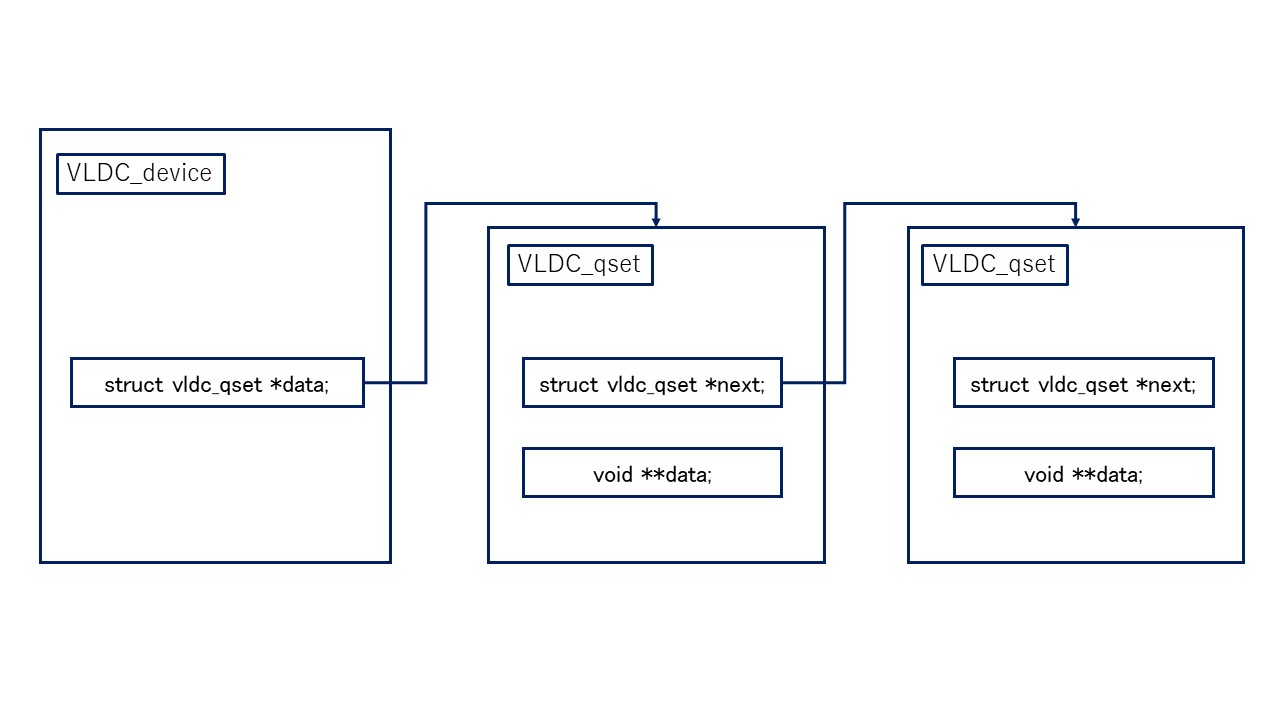 VLDC_device
struct vldc_qset *data;
VLDC_qset
struct vldc_qset *next;
void **data;
VLDC_qset
struct vldc_qset *next;
void **data;